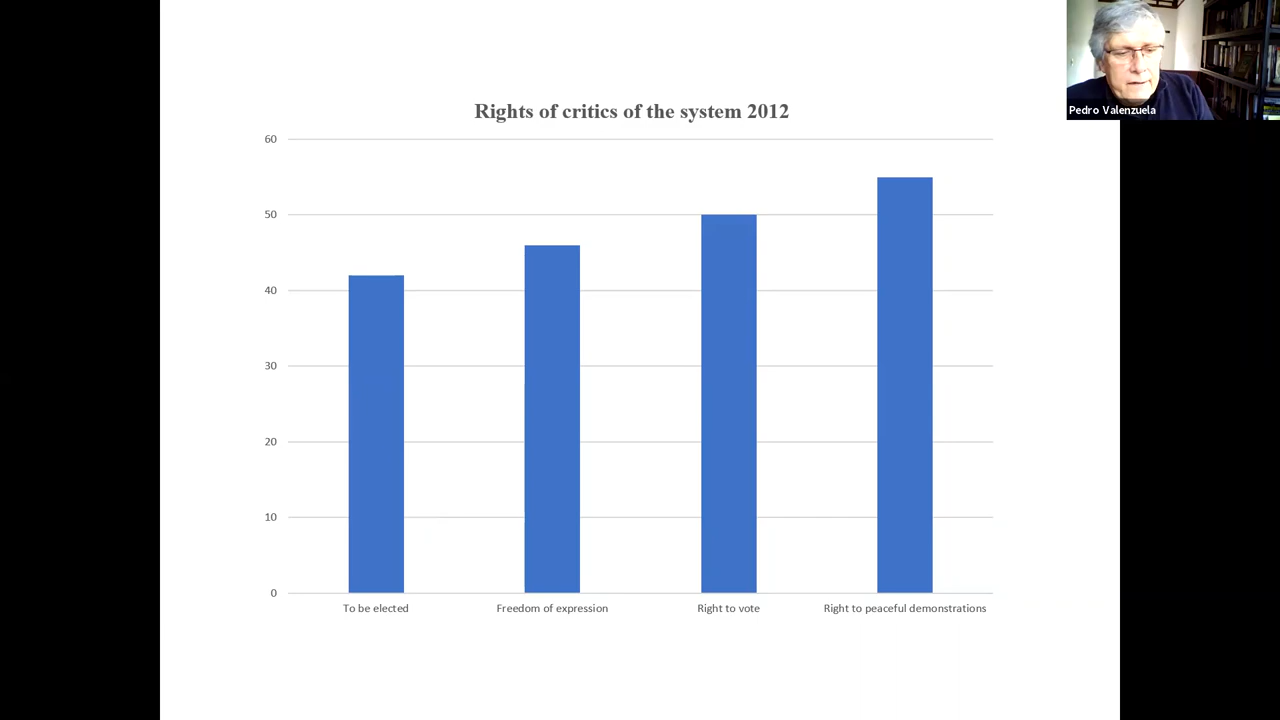 Pedro Valenzuela
Rights of critics of the system 2012
60
50
40
30
20
10
0
To be elected
Freedom of expression
Right to vote
Right to peaceful demonstrations